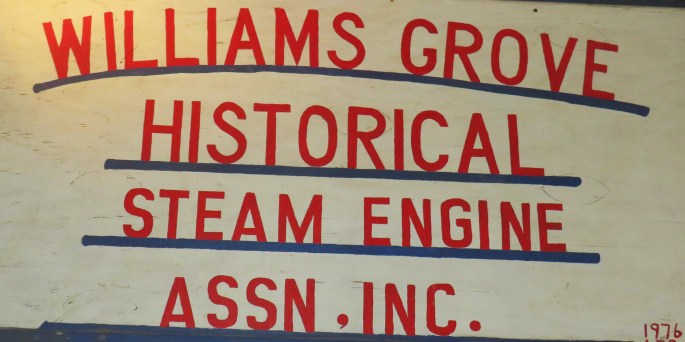 WILLIAMS GROVE
HISTORICAL
STEAM ENGINE
ASSN, INC.
1976